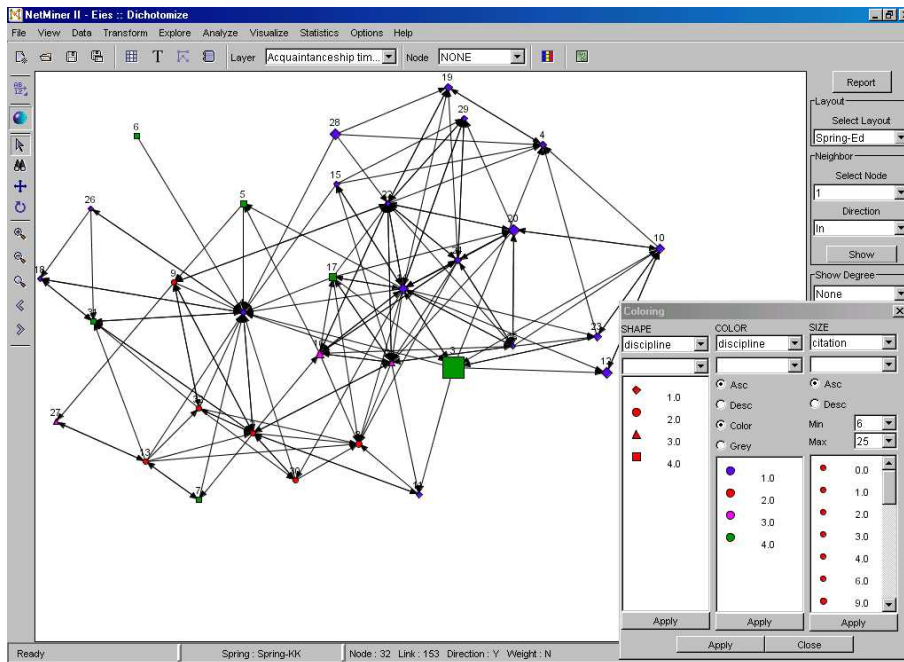 NetMiner II - Eies :: Dichotomize
File View Data Transform Explore Analyze Visualize Statistics Options Help
Layer Acquaintanceship tim... Node NONE
Report
Layout
Select Layout
Spring-Ed
Neighbor
Select Node
1
Direction
In
Show
Show Degree
None
19
29
28
4
6
15
5
22
26
20
10
17
9
18
3
23
12
27
13
7
Coloring
SHAPE COLOR SIZE
discipline discipline citation
Asc Asc
Desc Desc
Color Min 6
Grey Max 25
1.0
2.0
3.0
4.0
1.0
2.0
3.0
4.0
0.0
1.0
2.0
3.0
4.0
6.0
9.0
Apply Apply Apply
Apply Close
Ready Spring : Spring-KK Node : 32 Link : 153 Direction : Y Weight : N